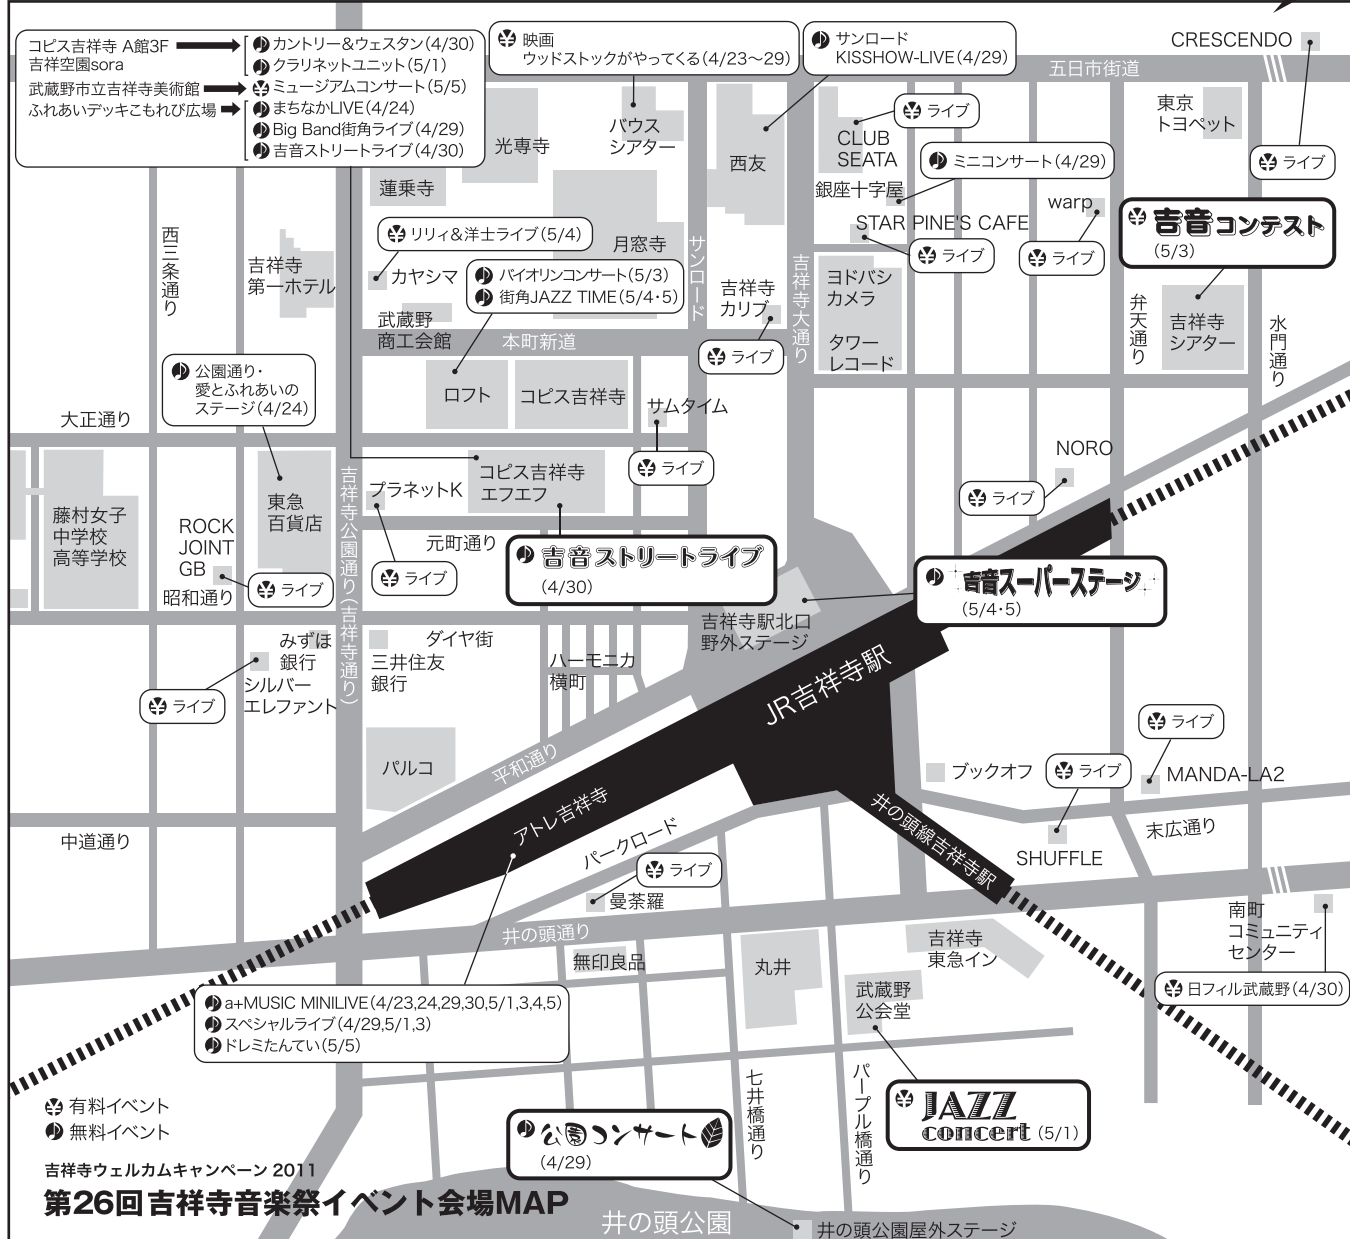 コピス吉祥寺 A館3F
吉祥空園sora
武蔵野市立吉祥寺美術館
ふれあいデッキこもれび広場
カントリー＆ウェスタン(4/30)
クラリネットユニット(5/1)
ミュージアムコンサート(5/5)
まちなかLIVE(4/24)
Big Band街角ライブ(4/29)
吉音ストリートライブ(4/30)
映画
ウッドストックがやってくる(4/23〜29)
サンロード
KISSHOW-LIVE(4/29)
CRESCENDO
五日市街道
ライブ
東京
トヨペット
光専寺
バウス
シアター
西友
CLUB
SEATA
ライブ
ミニコンサート(4/29)
銀座十字屋
蓮乗寺
warp
STAR PINE'S CAFE
ライブ
ライブ
吉音コンテスト
(5/3)
リリィ&洋士ライブ(5/4)
月窓寺
サンロード
西三条通り
吉祥寺
第一ホテル
カヤシマ
バイオリンコンサート(5/3)
街角JAZZ TIME(5/4・5)
吉祥寺
カリブ
吉祥寺大通り
ヨドバシ
カメラ
タワー
レコード
弁天通り
吉祥寺
シアター
水門通り
武蔵野
商工会館
本町新道
ライブ
公園通り・
愛とふれあいの
ステージ(4/24)
ロフト
コピス吉祥寺
サムタイム
大正通り
ライブ
NORO
ライブ
コピス吉祥寺
エフエフ
プラネットK
吉祥寺公園通り(吉祥寺通り)
東急
百貨店
藤村女子
中学校
高等学校
ROCK
JOINT
GB
ライブ
昭和通り
元町通り
ライブ
吉音ストリートライブ
(4/30)
吉音スーパーステージ
(5/4・5)
吉祥寺駅北口
野外ステージ
みずほ
銀行
ダイヤ街
三井住友
銀行
ハーモニカ
横町
シルバー
エレファント
ライブ
JR吉祥寺駅
パルコ
平和通り
ブックオフ
ライブ
ライブ
MANDA-LA2
アトレ吉祥寺
井の頭線吉祥寺駅
中道通り
パークロード
末広通り
SHUFFLE
ライブ
曼荼羅
井の頭通り
南町
コミュニティ
センター
無印良品
丸井
吉祥寺
東急イン
日フィル武蔵野(4/30)
武蔵野
公会堂
a+MUSIC MINILIVE(4/23,24,29,30,5/1,3,4,5)
スペシャルライブ(4/29,5/1,3)
ドレミたんてい(5/5)
七井橋通り
パープル橋通り
JAZZ
concert (5/1)
有料イベント
無料イベント
公園コンサート
(4/29)
吉祥寺ウェルカムキャンペーン 2011
第26回 吉祥寺音楽祭イベント会場MAP
井の頭公園
井の頭公園屋外ステージ